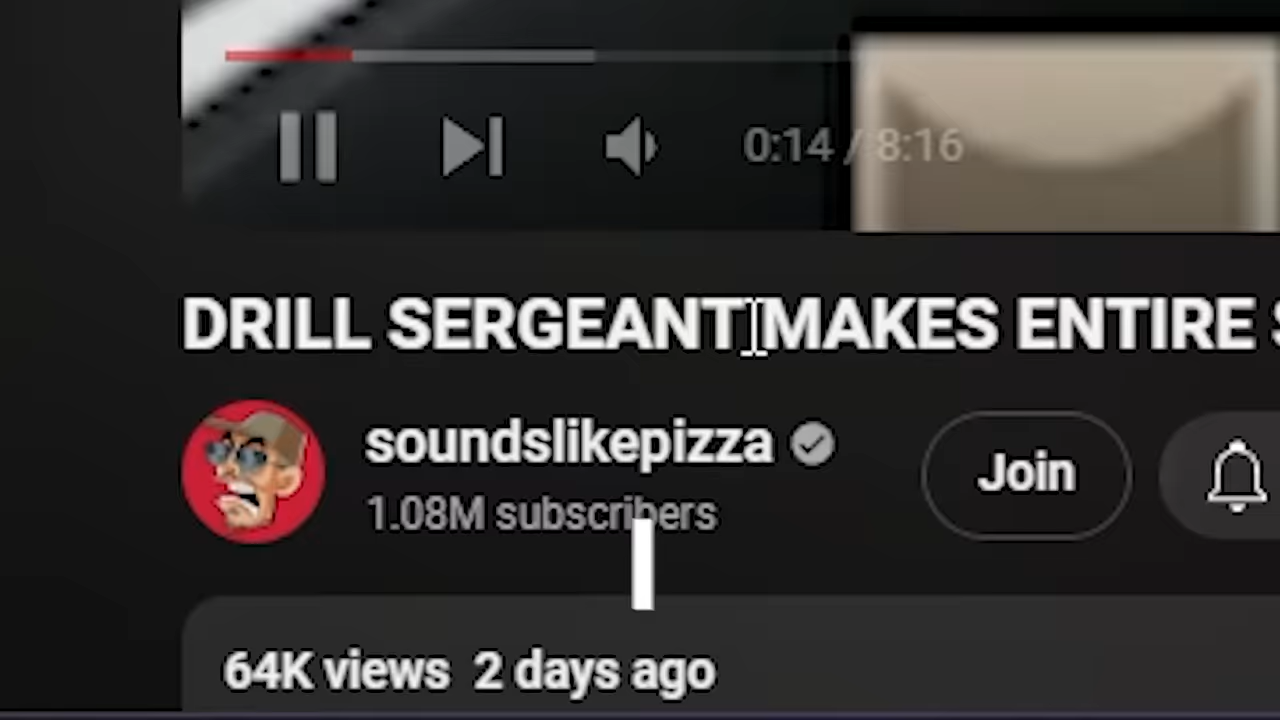 0:14 / 8:16
DRILL SERGEANT MAKES ENTIRE
soundslikepizza
Join
1.08M subscribers
I
64K views 2 days ago